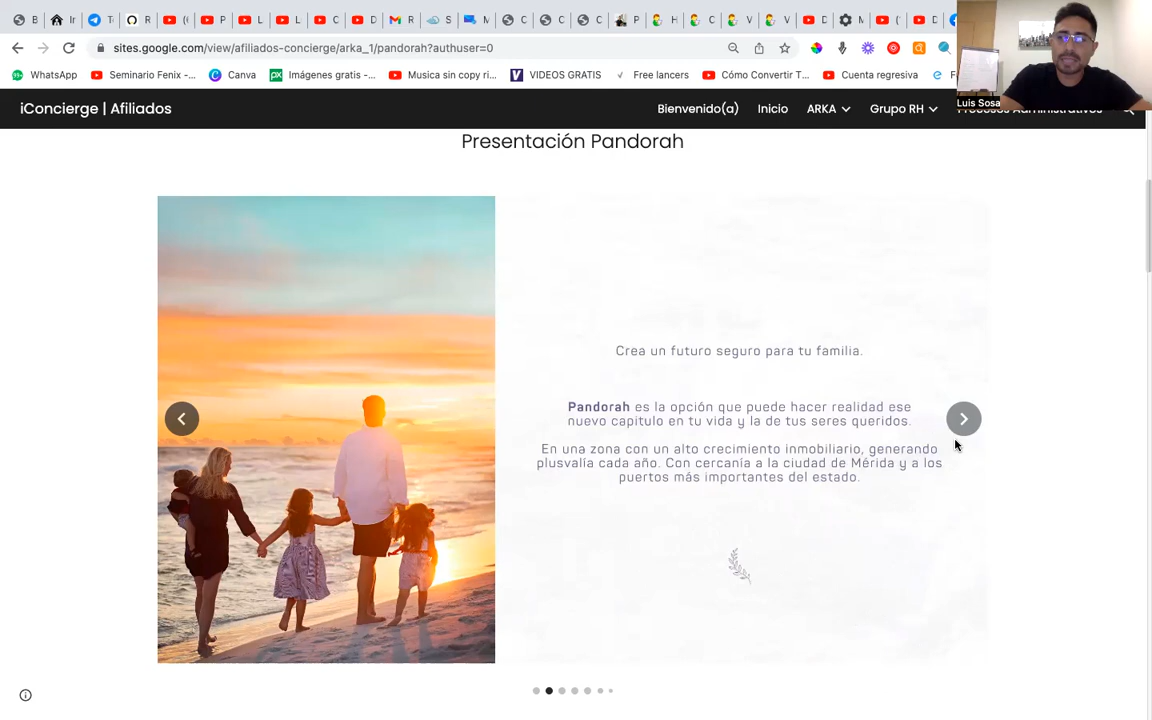 B
Ir
Te
R
(
P
L
L
C
D
R
S
M
C
C
C
P
H
C
V
V
D
M
(
D
sites.google.com/view/afiliados-concierge/arka_1/pandorah?authuser=0
WhatsApp
Seminario Fenix -...
Canva
Imágenes gratis -...
Musica sin copy ri...
VIDEOS GRATIS
Free lancers
Cómo Convertir T...
Cuenta regresiva
F
Luis Sosa
iConcierge | Afiliados
Bienvenido(a)
Inicio
ARKA
Grupo RH
Procesos Administrativos
Presentación Pandorah
Crea un futuro seguro para tu familia.
Pandorah es la opción que puede hacer realidad ese
nuevo capitulo en tu vida y la de tus seres queridos.
En una zona con un alto crecimiento inmobiliario, generando
plusvalía cada año. Con cercanía a la ciudad de Mérida y a los
puertos más importantes del estado.